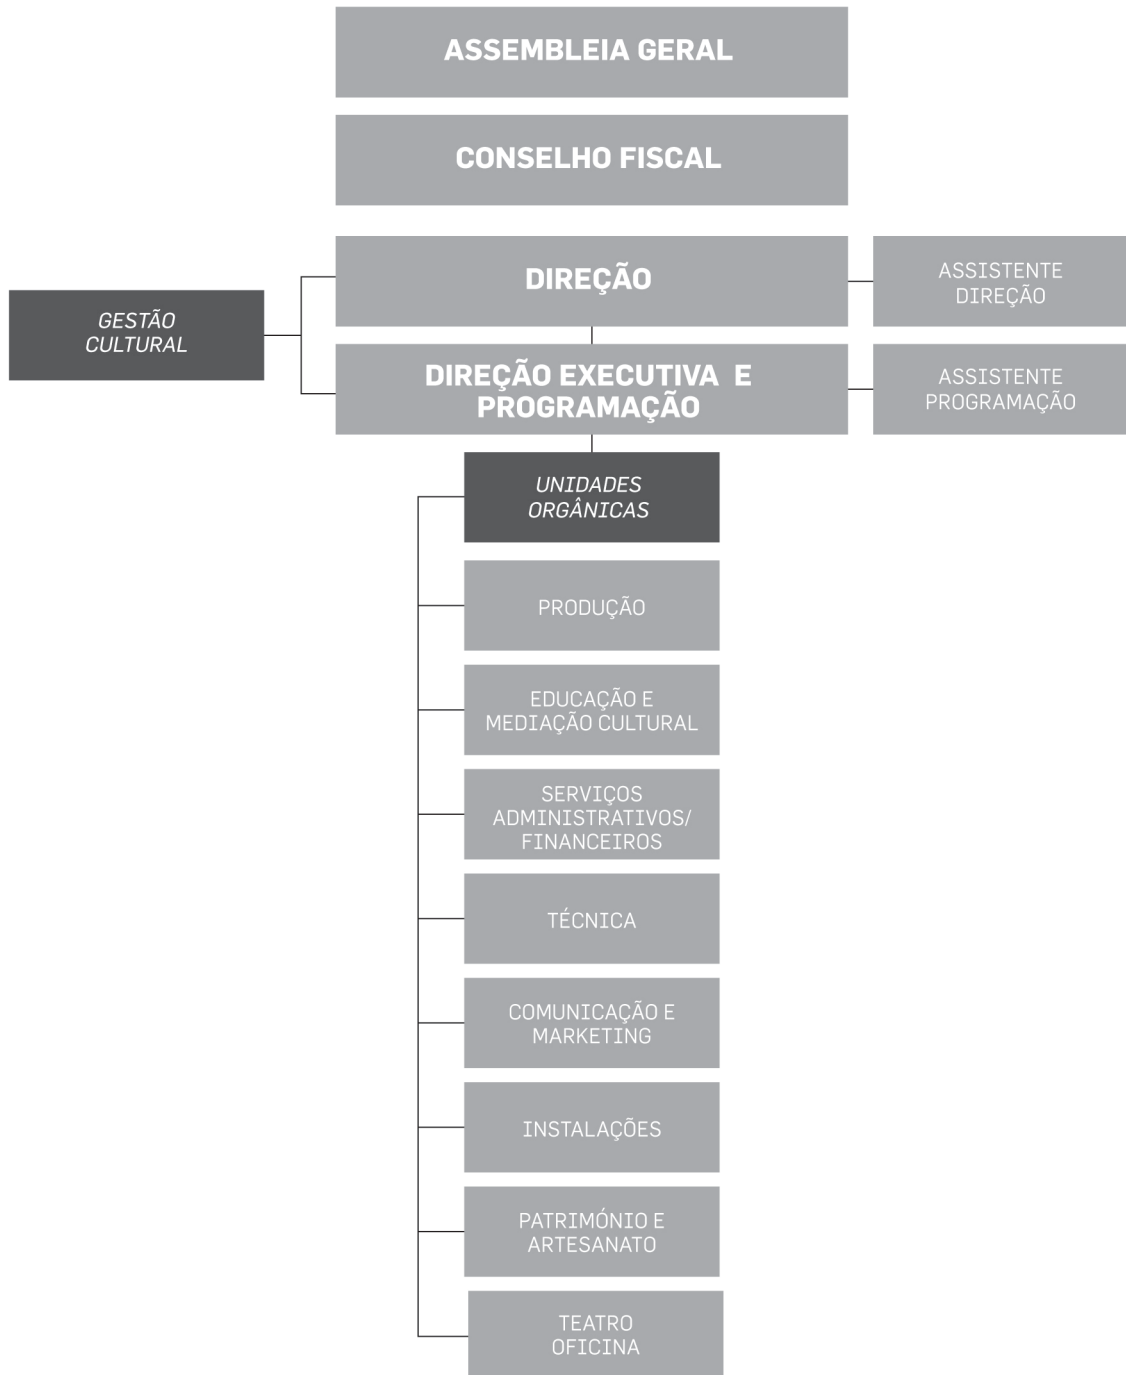 ASSEMBLEIA GERAL
CONSELHO FISCAL
DIREÇÃO
ASSISTENTE
DIREÇÃO
GESTÃO
CULTURAL
DIREÇÃO EXECUTIVA E
PROGRAMAÇÃO
ASSISTENTE
PROGRAMAÇÃO
UNIDADES
ORGÂNICAS
PRODUÇÃO
EDUCAÇÃO E
MEDIAÇÃO CULTURAL
SERVIÇOS
ADMINISTRATIVOS/
FINANCEIROS
TÉCNICA
COMUNICAÇÃO E
MARKETING
INSTALAÇÕES
PATRIMÓNIO E
ARTESANATO
TEATRO
OFICINA